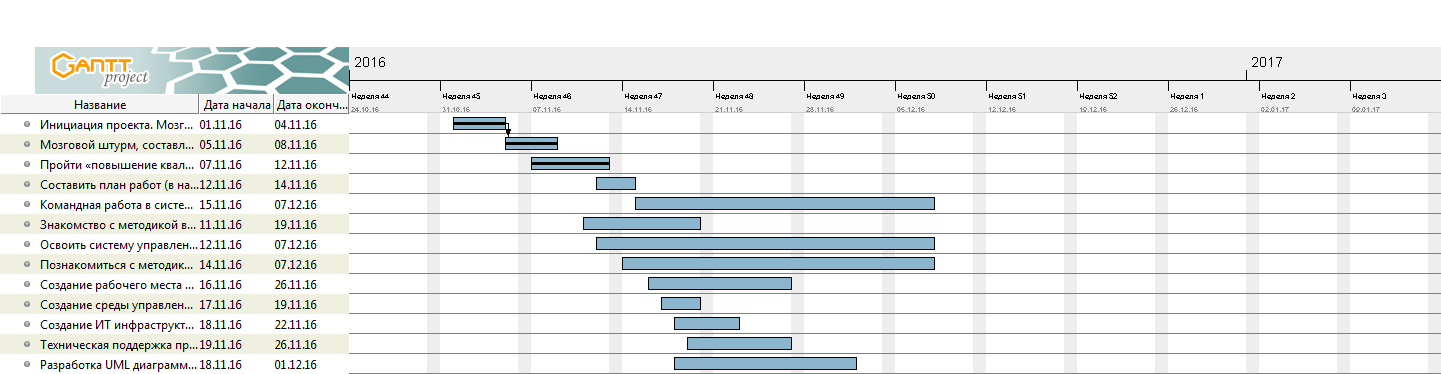 GANTT project
2016 2017
Название Дата начала Дата оконч...
Неделя 44 Неделя 45 Неделя 46 Неделя 47 Неделя 48 Неделя 49 Неделя 50 Неделя 51 Неделя 52 Неделя 1 Неделя 2 Неделя 3
24.10.16 31.10.16 07.11.16 14.11.16 21.11.16 28.11.16 05.12.16 12.12.16 19.12.16 26.12.16 02.01.17 09.01.17
Инициация проекта. Мозг... 01.11.16 04.11.16
Мозговой штурм, составл... 05.11.16 08.11.16
Пройти «повышение квал... 07.11.16 12.11.16
Составить план работ (в на... 12.11.16 14.11.16
Командная работа в систе... 15.11.16 07.12.16
Знакомство с методикой в... 11.11.16 19.11.16
Освоить систему управлен... 12.11.16 07.12.16
Познакомиться с методик... 14.11.16 07.12.16
Создание рабочего места ... 16.11.16 26.11.16
Создание среды управлен... 17.11.16 19.11.16
Создание ИТ инфраструкт... 18.11.16 22.11.16
Техническая поддержка пр... 19.11.16 26.11.16
Разработка UML диаграмм... 18.11.16 01.12.16